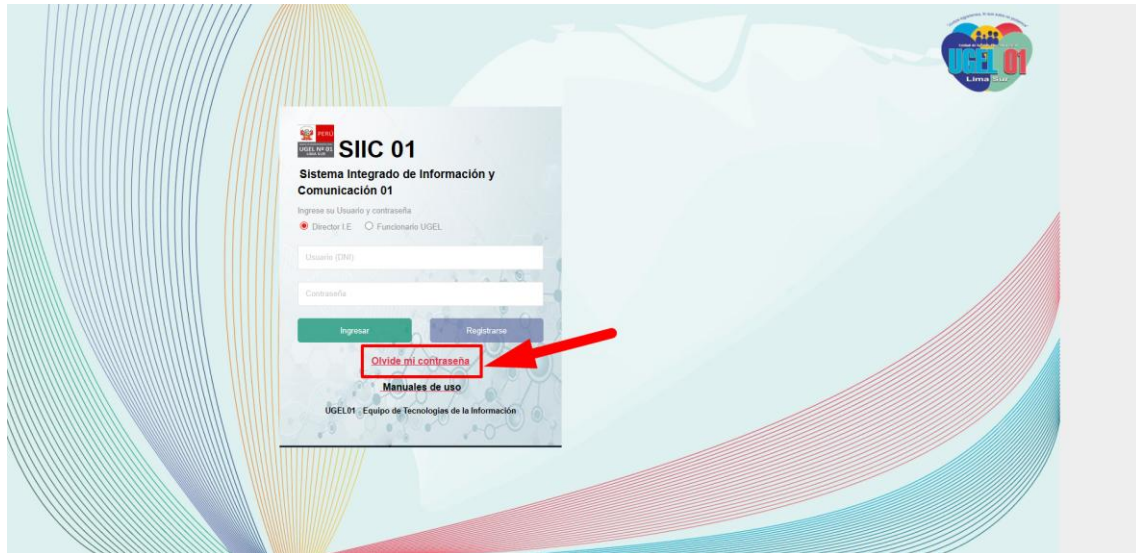 UGEL 01
Lima Sur
PERÚ
UGEL Nº 01
SIIC 01
Sistema Integrado de Información y
Comunicación 01
Ingrese su Usuario y contraseña
Director I.E Funcionario UGEL
Usuario (DNI)
Contraseña
Ingresar Registrarse
Olvide mi contraseña
Manuales de uso
UGEL01 : Equipo de Tecnologías de la Información